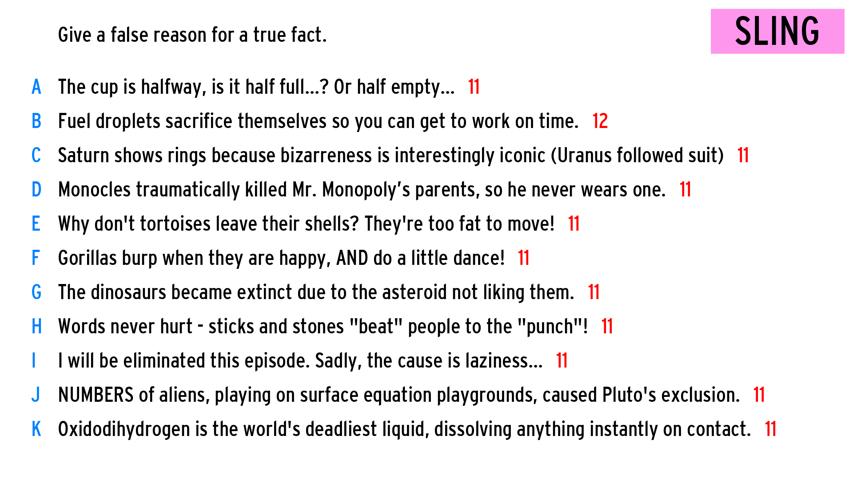 Give a false reason for a true fact.
SLING
A The cup is halfway, is it half full...? Or half empty... 11
B Fuel droplets sacrifice themselves so you can get to work on time. 12
C Saturn shows rings because bizarreness is interestingly iconic (Uranus followed suit) 11
D Monocles traumatically killed Mr. Monopoly's parents, so he never wears one. 11
E Why don't tortoises leave their shells? They're too fat to move! 11
F Gorillas burp when they are happy, AND do a little dance! 11
G The dinosaurs became extinct due to the asteroid not liking them. 11
H Words never hurt - sticks and stones "beat" people to the "punch"! 11
I I will be eliminated this episode. Sadly, the cause is laziness... 11
J NUMBERS of aliens, playing on surface equation playgrounds, caused Pluto's exclusion. 11
K Oxidodihydrogen is the world's deadliest liquid, dissolving anything instantly on contact. 11